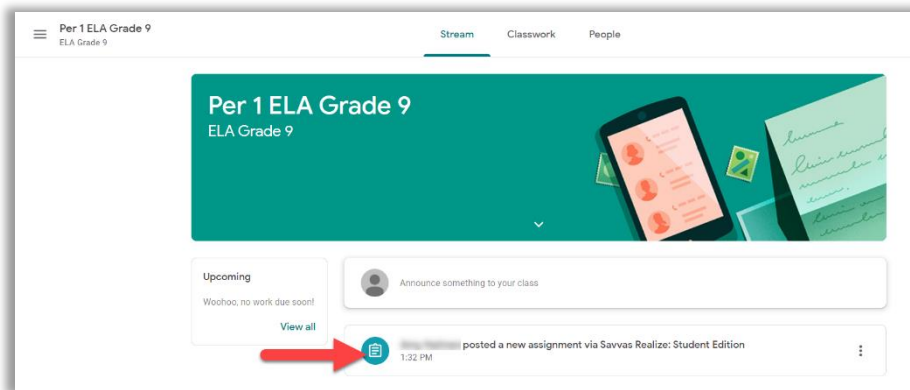 Per 1 ELA Grade 9
ELA Grade 9
Stream Classwork People
Per 1 ELA Grade 9
ELA Grade 9
Upcoming
Woohoo, no work due soon!
View all
Announce something to your class
posted a new assignment via Savvas Realize: Student Edition
1:32 PM